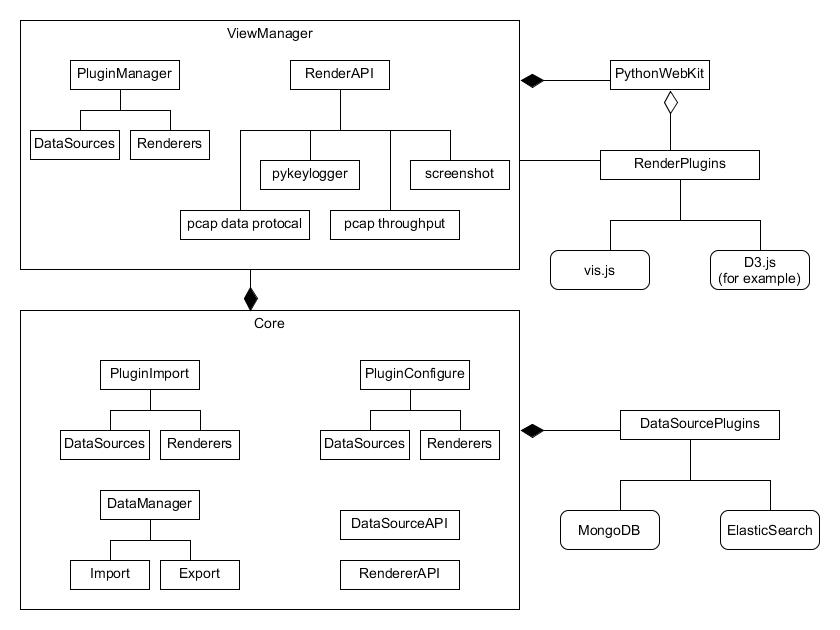 ViewManager
PluginManager
RenderAPI
PythonWebKit
DataSources
Renderers
pykeylogger
screenshot
RenderPlugins
pcap data protocal
pcap throughput
vis.js
D3.js
(for example)
Core
PluginImport
PluginConfigure
DataSources
Renderers
DataSources
Renderers
DataSourcePlugins
DataManager
DataSourceAPI
MongoDB
ElasticSearch
Import
Export
RendererAPI